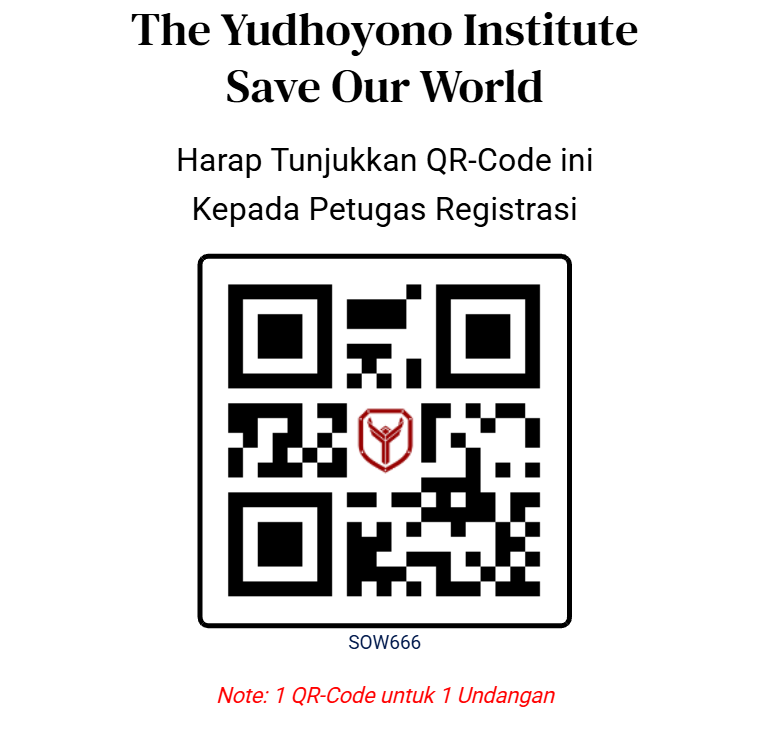 The Yudhoyono Institute
Save Our World
Harap Tunjukkan QR-Code ini
Kepada Petugas Registrasi
SOW666
Note: 1 QR-Code untuk 1 Undangan